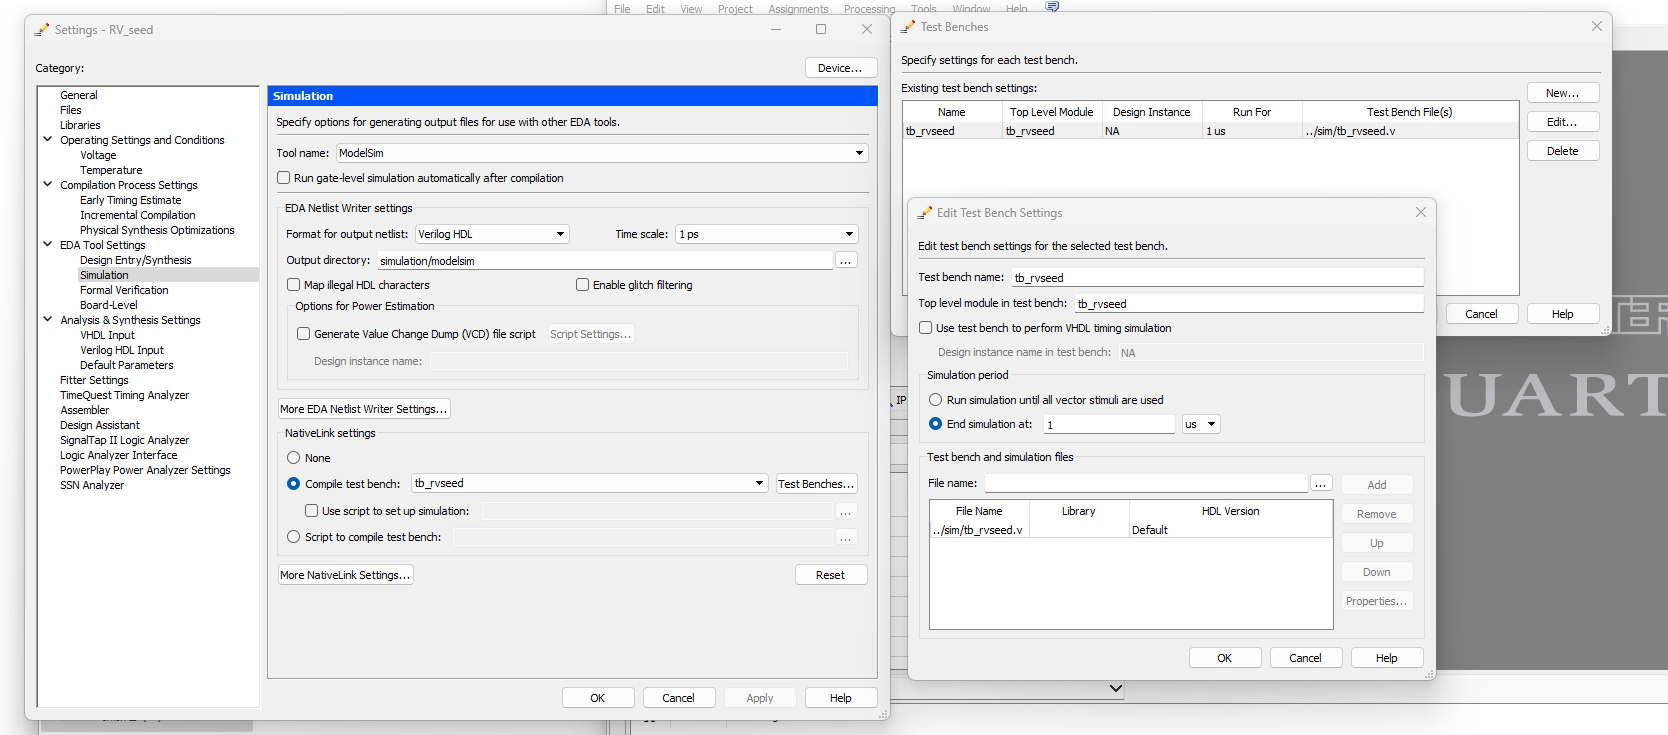 File Edit View Project Assignments Processing Tools Window Help
Settings - RV_seed
Category:
Device...
General
Files
Libraries
Operating Settings and Conditions
Voltage
Temperature
Compilation Process Settings
Early Timing Estimate
Incremental Compilation
Physical Synthesis Optimizations
EDA Tool Settings
Design Entry/Synthesis
Simulation
Formal Verification
Board-Level
Analysis & Synthesis Settings
VHDL Input
Verilog HDL Input
Default Parameters
Fitter Settings
TimeQuest Timing Analyzer
Assembler
Design Assistant
SignalTap II Logic Analyzer
Logic Analyzer Interface
PowerPlay Power Analyzer Settings
SSN Analyzer
Simulation
Specify options for generating output files for use with other EDA tools.
Tool name: ModelSim
Run gate-level simulation automatically after compilation
EDA Netlist Writer settings
Format for output netlist: Verilog HDL Time scale: 1 ps
Output directory: simulation/modelsim ...
Map illegal HDL characters Enable glitch filtering
Options for Power Estimation
Generate Value Change Dump (VCD) file script Script Settings...
Design instance name:
More EDA Netlist Writer Settings...
NativeLink settings
None
Compile test bench: tb_rvseed Test Benches...
Use script to set up simulation: ...
Script to compile test bench: ...
More NativeLink Settings... Reset
OK Cancel Apply Help
Test Benches
Specify settings for each test bench.
Existing test bench settings:
Name Top Level Module Design Instance Run For Test Bench File(s)
tb_rvseed tb_rvseed NA 1 us ../sim/tb_rvseed.v
New...
Edit...
Delete
Cancel Help
Edit Test Bench Settings
Edit test bench settings for the selected test bench.
Test bench name: tb_rvseed
Top level module in test bench: tb_rvseed
Use test bench to perform VHDL timing simulation
Design instance name in test bench: NA
Simulation period
Run simulation until all vector stimuli are used
End simulation at: 1 us
Test bench and simulation files
File name: ... Add
File Name Library HDL Version
../sim/tb_rvseed.v Default
Remove
Up
Down
Properties...
OK Cancel Help
IP
UART